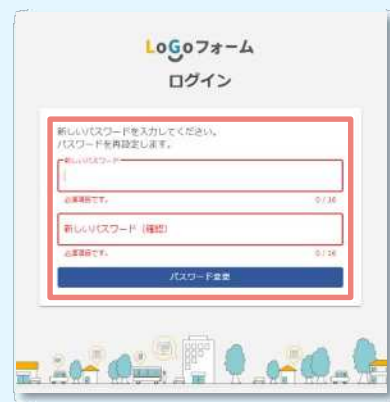 LoGoフォーム
ログイン
新しいパスワードを入力してください。
パスワードを再設定します。
新しいパスワード
必須項目です。 0 / 16
新しいパスワード（確認）
必須項目です。 0 / 16
パスワード変更